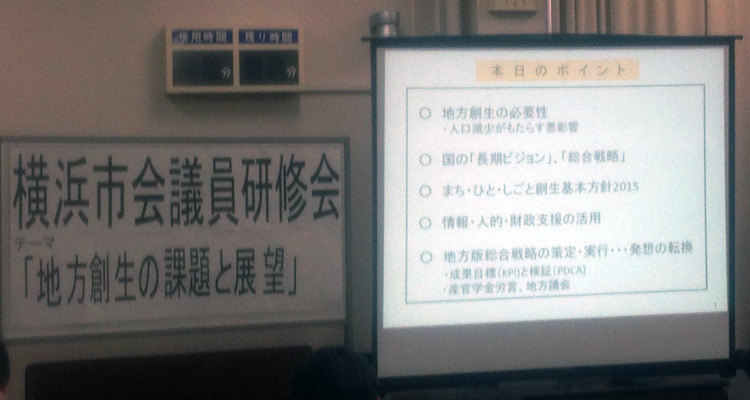 使用時間
残り時間
分
分
横浜市会議員研修会
テーマ
「地方創生の課題と展望」
本日のポイント
○ 地方創生の必要性
・人口減少がもたらす悪影響
○ 国の「長期ビジョン」、「総合戦略」
○ まち・ひと・しごと創生基本方針2015
○ 情報・人的・財政支援の活用
○ 地方版総合戦略の策定・実行・・・発想の転換
・成果目標(KPI)と検証(PDCA)
・産官学金労言、地方議会
1